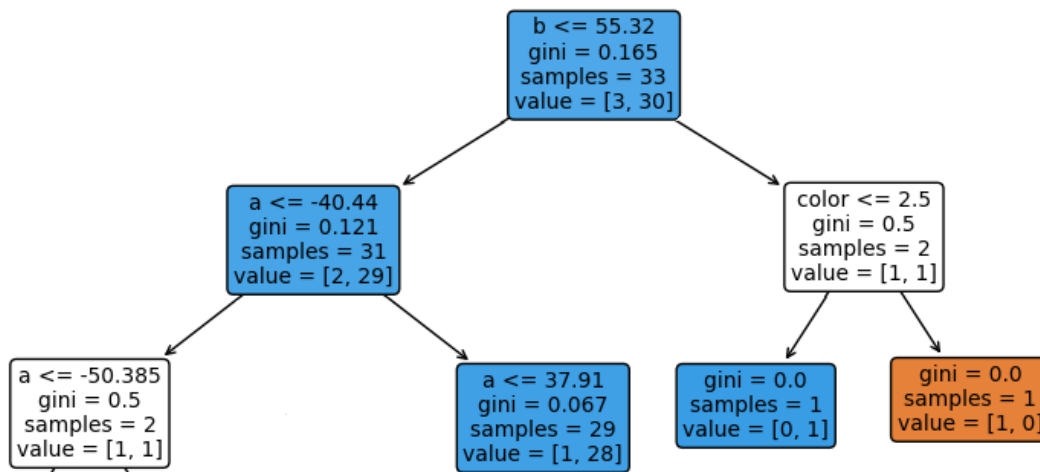 b <= 55.32
gini = 0.165
samples = 33
value = [3, 30]
a <= -40.44
gini = 0.121
samples = 31
value = [2, 29]
color <= 2.5
gini = 0.5
samples = 2
value = [1, 1]
a <= -50.385
gini = 0.5
samples = 2
value = [1, 1]
a <= 37.91
gini = 0.067
samples = 29
value = [1, 28]
gini = 0.0
samples = 1
value = [0, 1]
gini = 0.0
samples = 1
value = [1, 0]